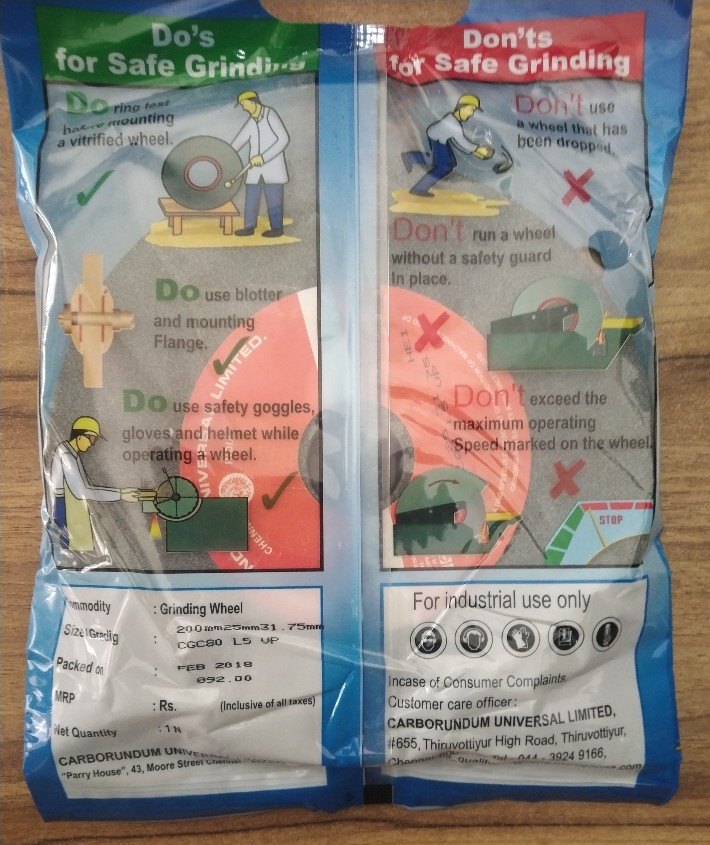 Do's
for Safe Grinding
Do ring test
before mounting
a vitrified wheel.
Do use blotter
and mounting
Flange.
Do use safety goggles,
gloves and helmet while
operating a wheel.
Don'ts
for Safe Grinding
Don't use
a wheel that has
been dropped.
Don't run a wheel
without a safety guard
In place.
Don't exceed the
maximum operating
Speed marked on the wheel.
STOP
LIMITED.
Commodity : Grinding Wheel
Size / Grading : 200mm25mm31.75mm
CGC80 L5 VP
Packed on : FEB 2018
MRP : Rs. 892.00 (Inclusive of all taxes)
Net Quantity : 1 N
CARBORUNDUM
"Parry House", 43, Moore Street Chennai
For industrial use only
Incase of Consumer Complaints,
Customer care officer:
CARBORUNDUM UNIVERSAL LIMITED,
#655, Thiruvottiyur High Road, Thiruvottiyur,
Tel 044 - 3924 9166,